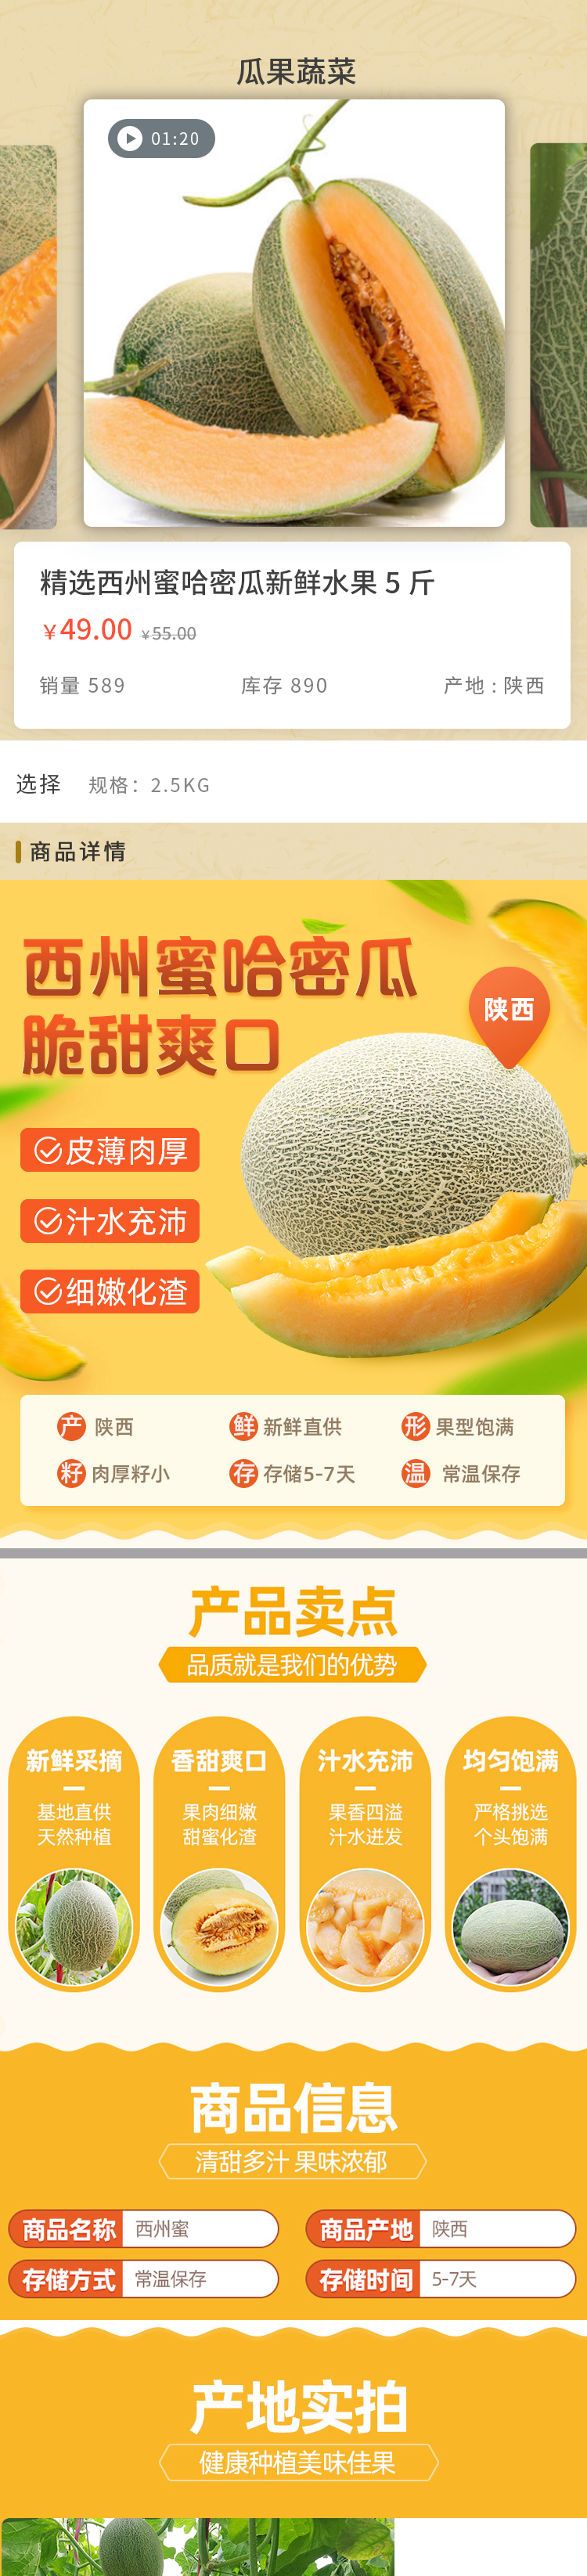 瓜果蔬菜
01:20
精选西州蜜哈密瓜新鲜水果 5 斤
￥49.00 ￥55.00
销量 589 库存 890 产地 : 陕西
选择 规格： 2.5KG
商品详情
西州蜜哈密瓜
陕西
脆甜爽口
皮薄肉厚
汁水充沛
细嫩化渣
产 陕西 鲜 新鲜直供 形 果型饱满
籽 肉厚籽小 存 存储5-7天 温 常温保存
产品卖点
品质就是我们的优势
新鲜采摘 香甜爽口 汁水充沛 均匀饱满
基地直供 果肉细嫩 果香四溢 严格挑选
天然种植 甜蜜化渣 汁水迸发 个头饱满
商品信息
清甜多汁 果味浓郁
商品名称 西州蜜 商品产地 陕西
存储方式 常温保存 存储时间 5-7天
产地实拍
健康种植美味佳果